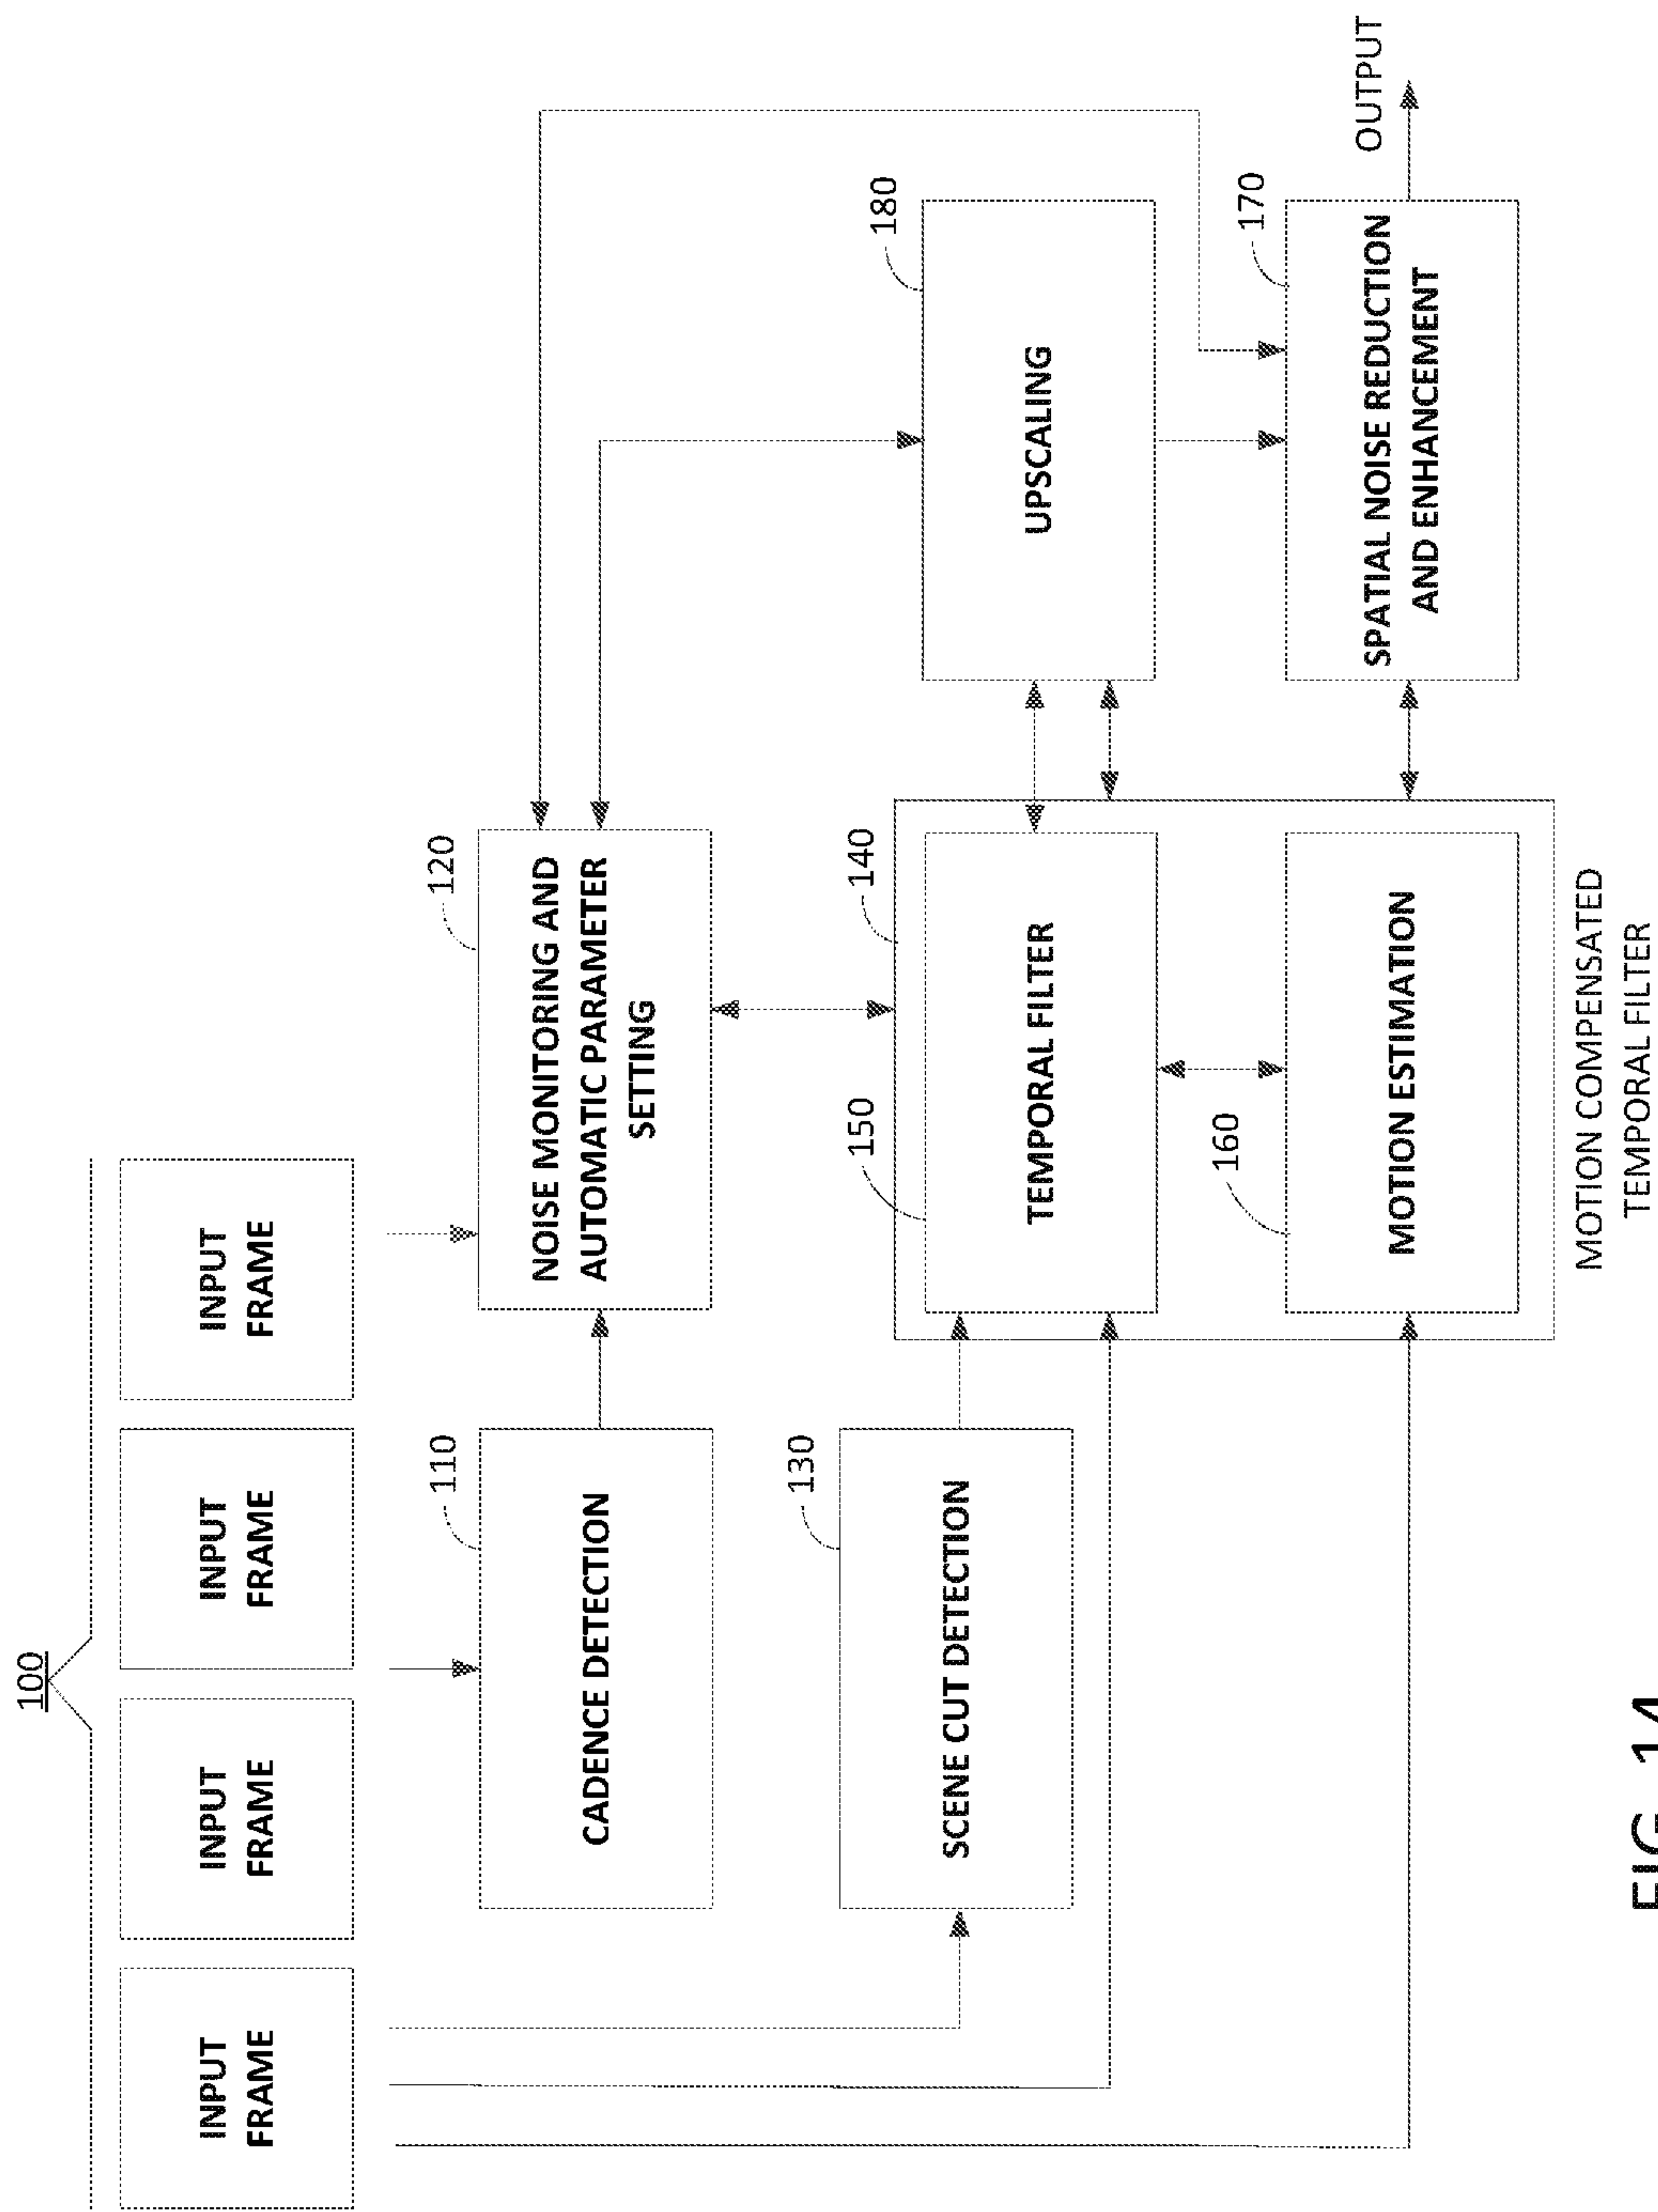 100
INPUT
FRAME
INPUT
FRAME
INPUT
FRAME
INPUT
FRAME
110
CADENCE DETECTION
120
NOISE MONITORING AND
AUTOMATIC PARAMETER
SETTING
130
SCENE CUT DETECTION
140
150
TEMPORAL FILTER
160
MOTION ESTIMATION
MOTION COMPENSATED
TEMPORAL FILTER
180
UPSCALING
170
SPATIAL NOISE REDUCTION
AND ENHANCEMENT
OUTPUT
FIG. 14